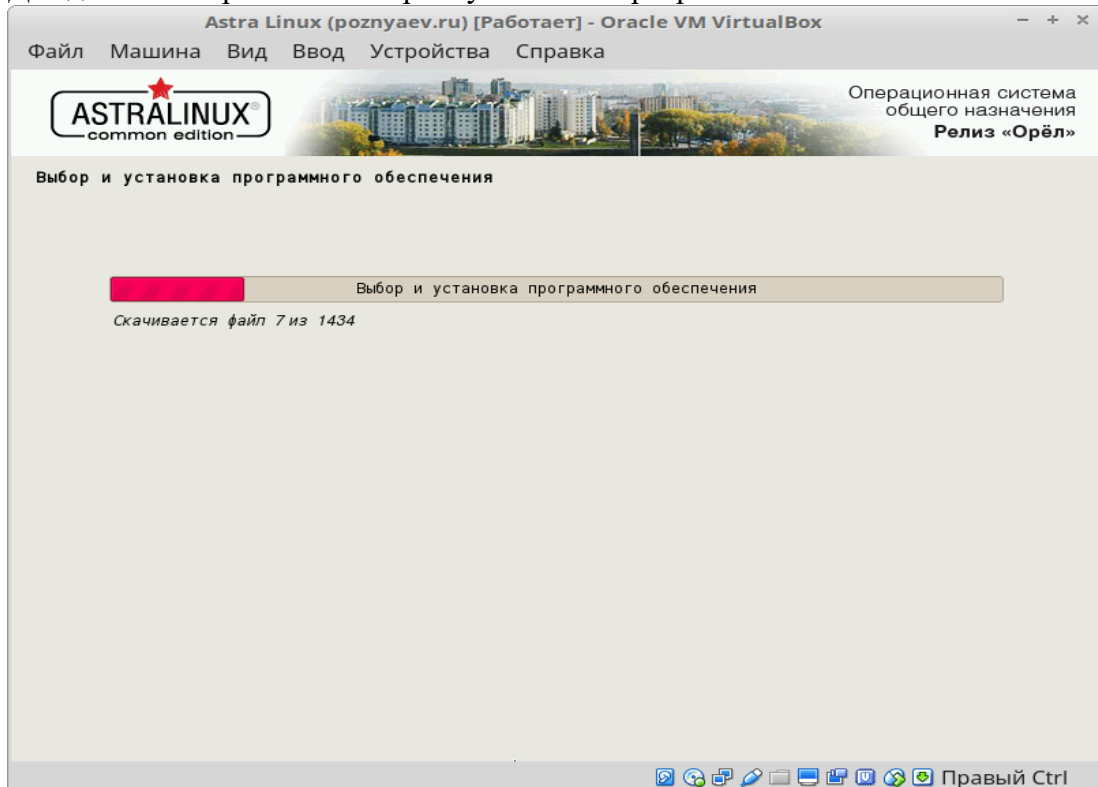 Astra Linux (poznyaev.ru) [Работает] - Oracle VM VirtualBox
Файл Машина Вид Ввод Устройства Справка
ASTRALINUX®
common edition
Операционная система
общего назначения
Релиз «Орёл»
Выбор и установка программного обеспечения
Выбор и установка программного обеспечения
Скачивается файл 7 из 1434
Правый Ctrl